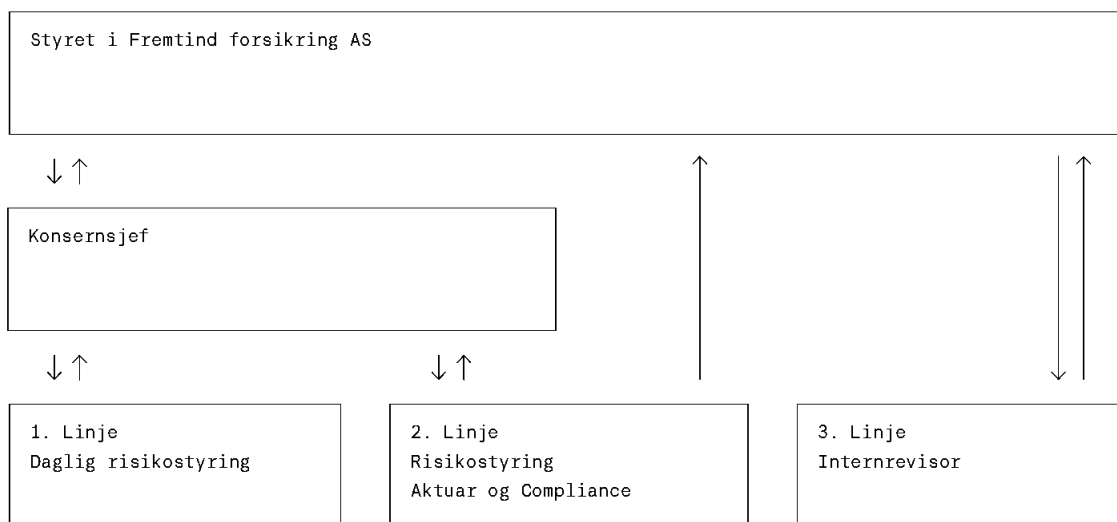 Styret i Fremtind forsikring AS
Konsernsjef
1. Linje
Daglig risikostyring
2. Linje
Risikostyring
Aktuar og Compliance
3. Linje
Internrevisor